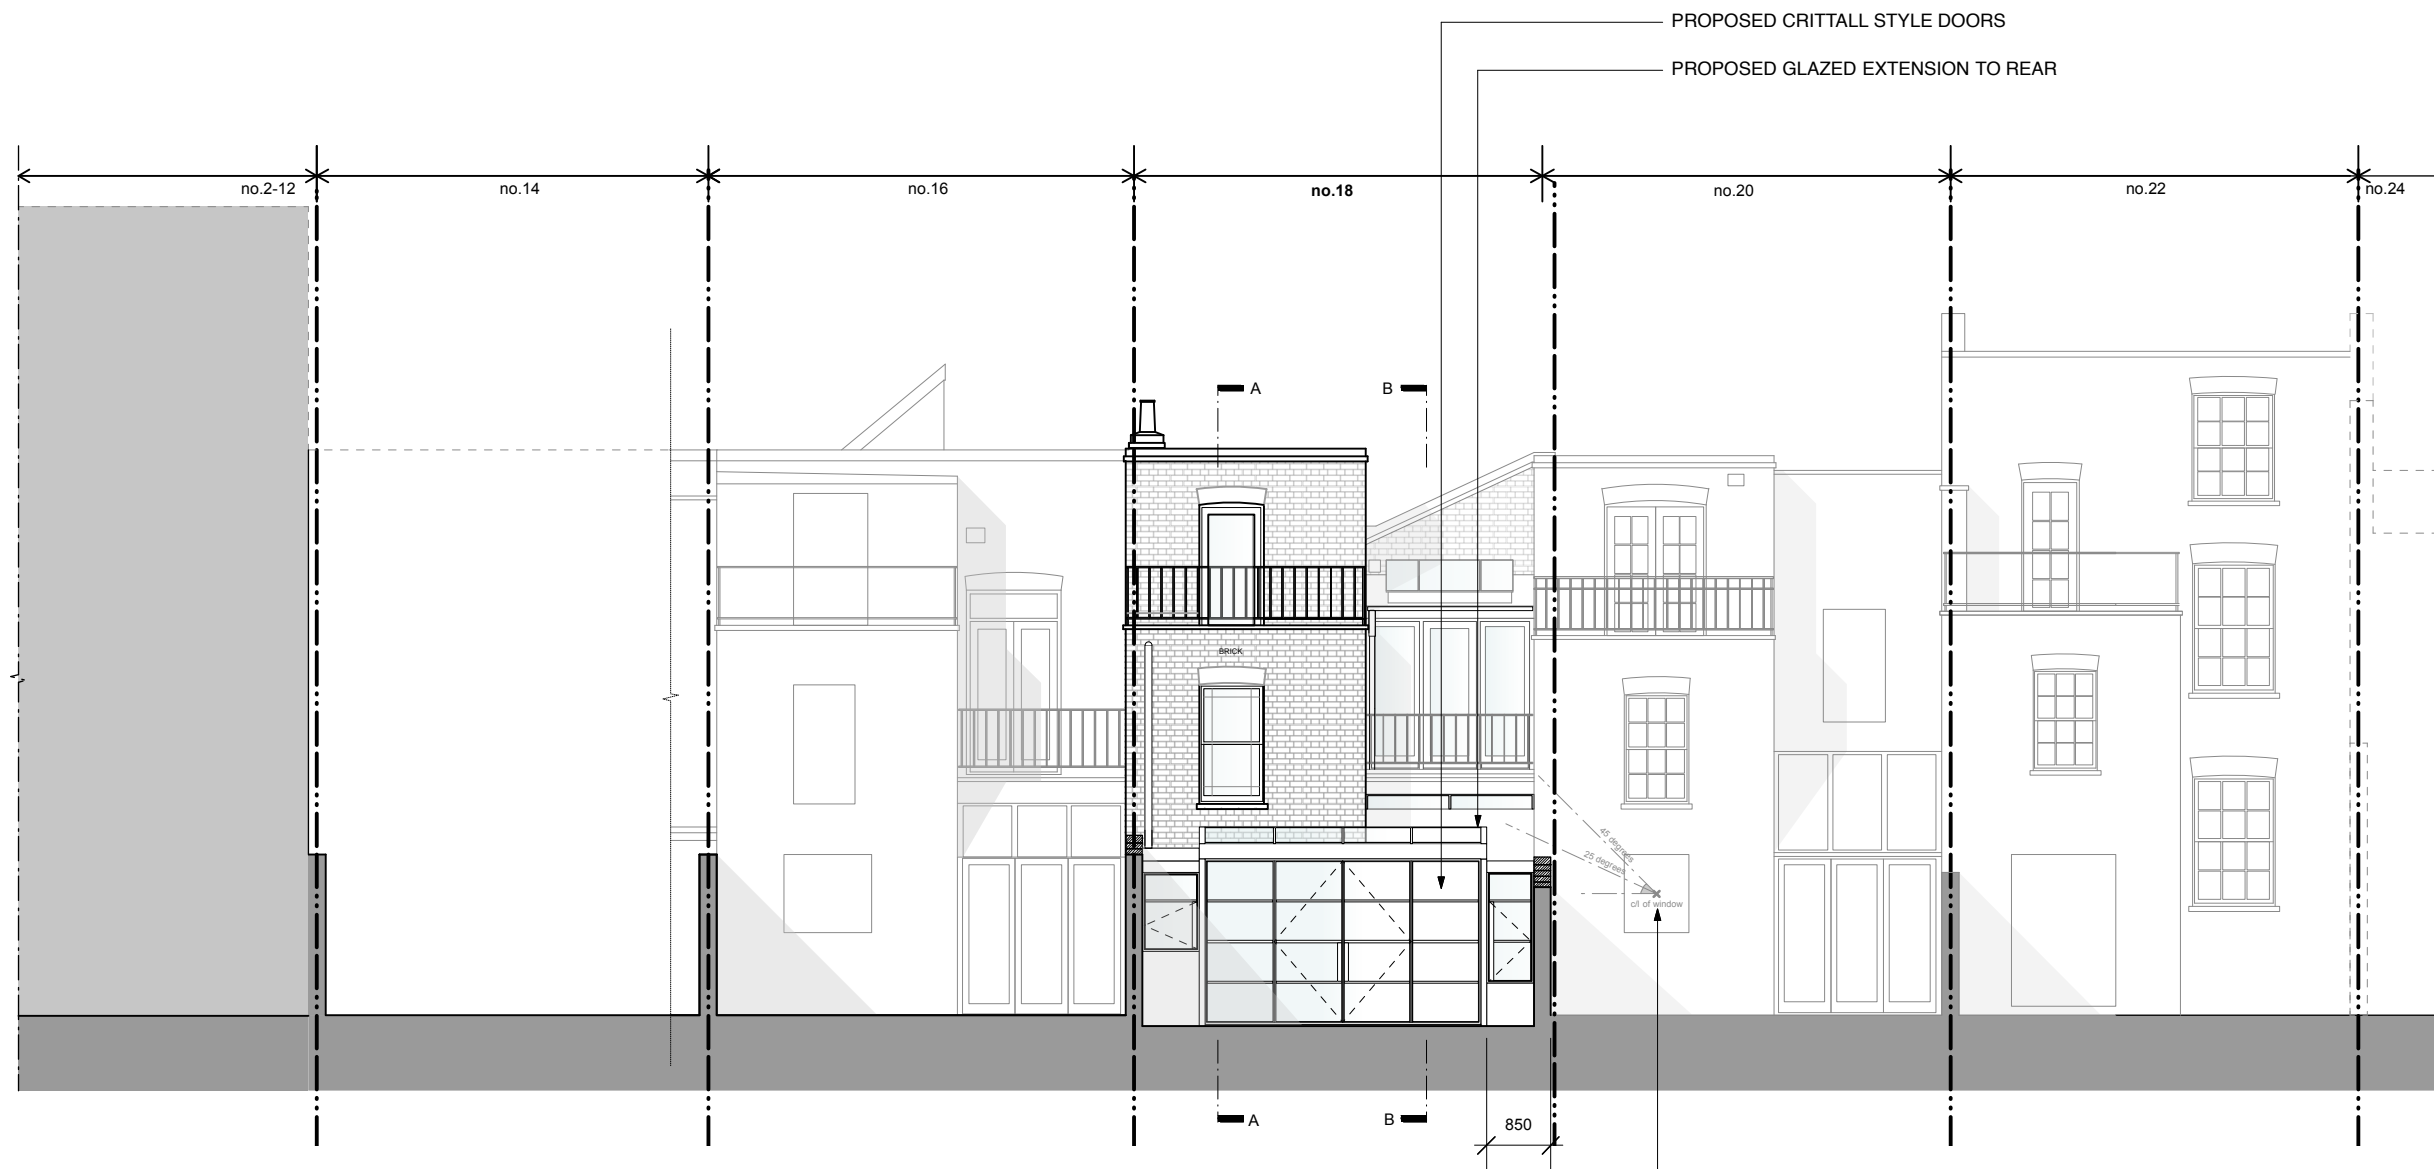 PROPOSED CRITTALL STYLE DOORS
PROPOSED GLAZED EXTENSION TO REAR
no.2-12
no.14
no.16
no.18
no.20
no.22
no.24
A
B
BRICK
45 degrees
25 degrees
c/l of window
A
B
850